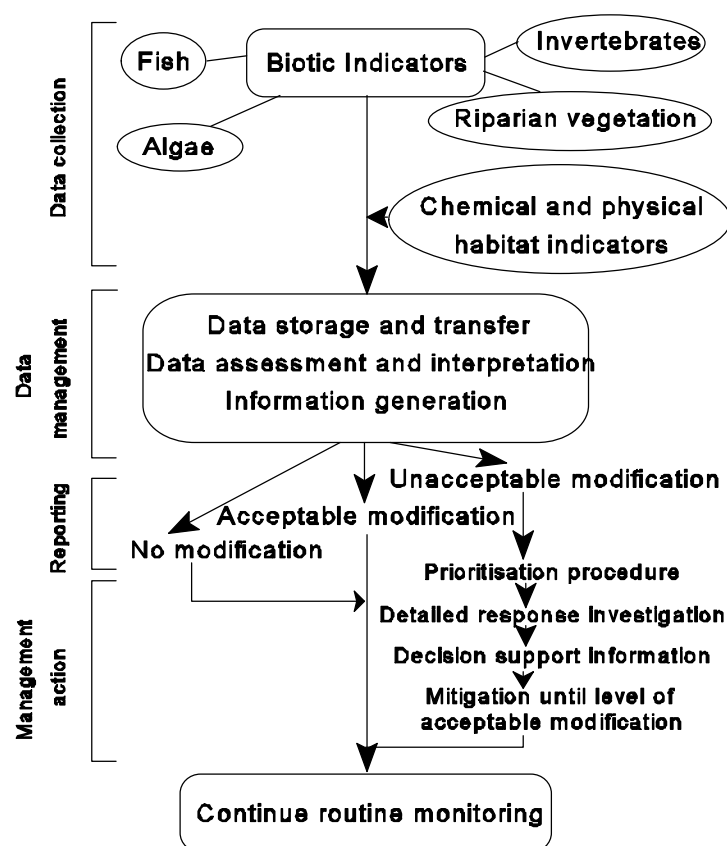 Data collection
Fish
Biotic Indicators
Invertebrates
Algae
Riparian vegetation
Chemical and physical
habitat indicators
Data
management
Data storage and transfer
Data assessment and interpretation
Information generation
Reporting
Unacceptable modification
Acceptable modification
No modification
Management
action
Prioritisation procedure
Detailed response investigation
Decision support information
Mitigation until level of
acceptable modification
Continue routine monitoring